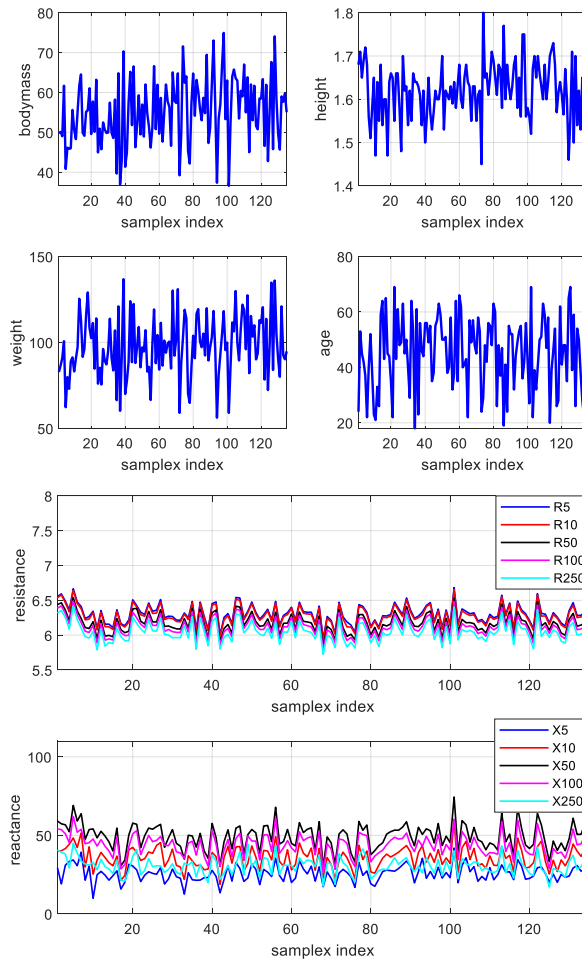 80
70
60
50
40
bodymass
20 40 60 80 100 120
samplex index
1.8
1.7
1.6
1.5
1.4
height
20 40 60 80 100 120
samplex index
150
100
50
weight
20 40 60 80 100 120
samplex index
80
60
40
20
age
20 40 60 80 100 120
samplex index
8
7.5
7
6.5
6
5.5
resistance
R5
R10
R50
R100
R250
20 40 60 80 100 120
samplex index
100
50
0
reactance
X5
X10
X50
X100
X250
20 40 60 80 100 120
samplex index